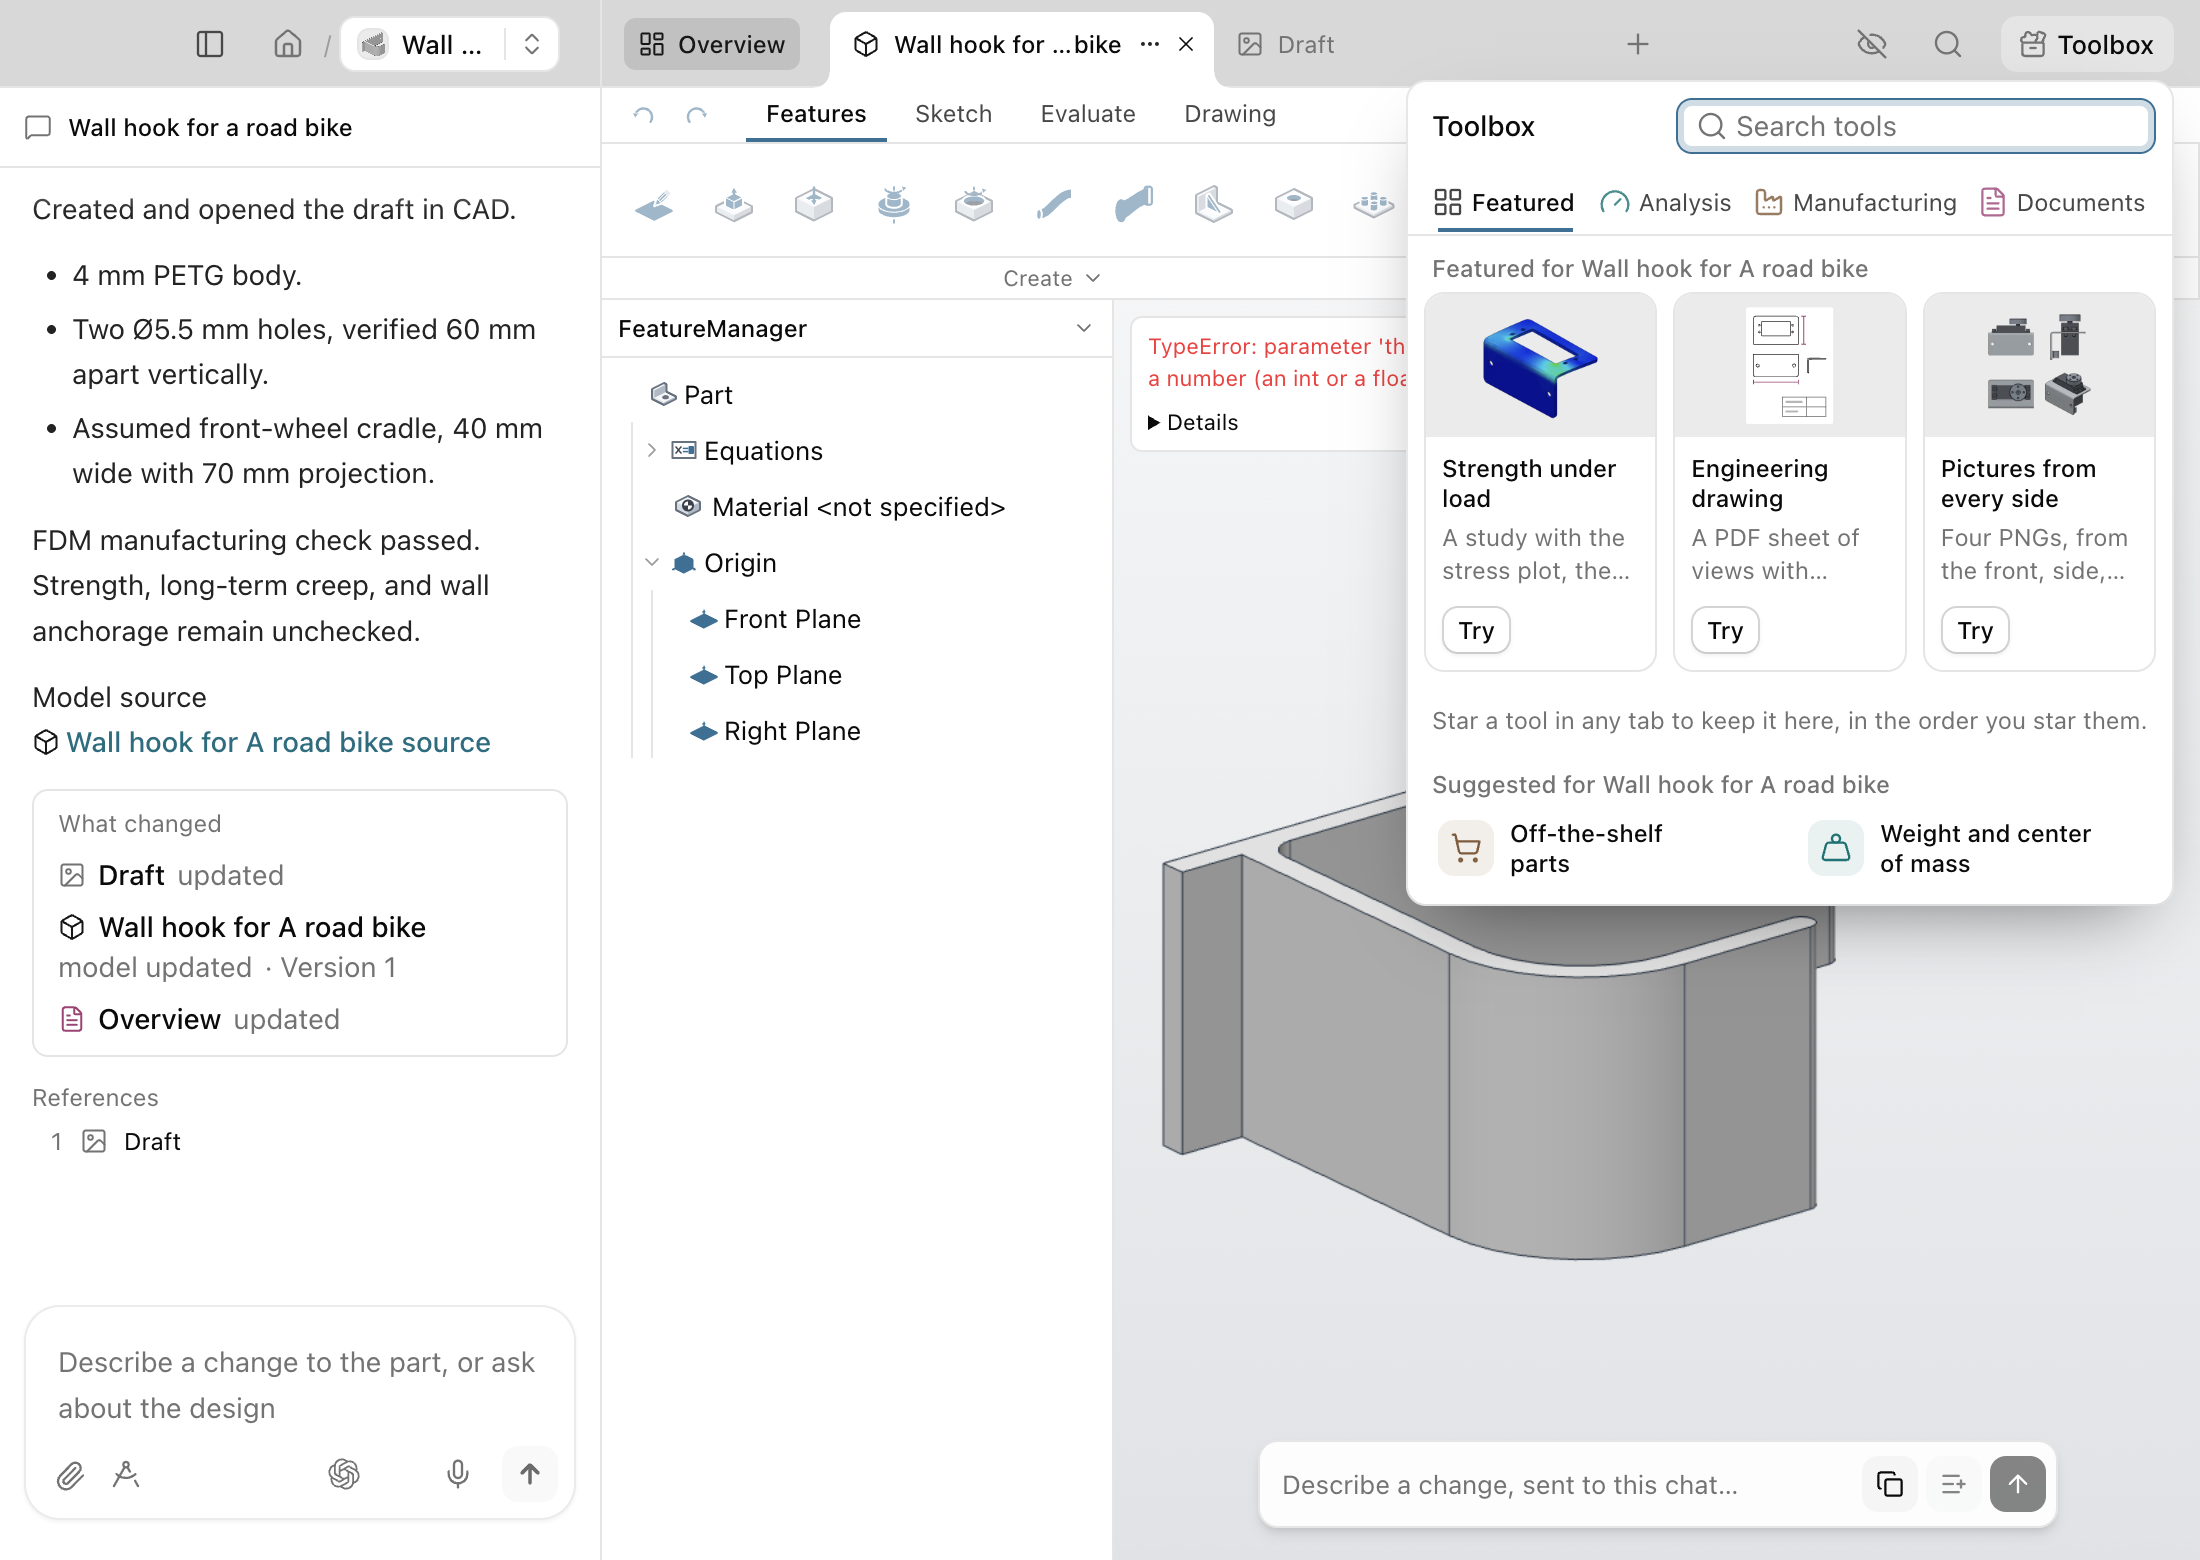 /
Wall ...
Overview
Wall hook for ...bike
Draft
Toolbox
Wall hook for a road bike
Created and opened the draft in CAD.
• 4 mm PETG body.
• Two Ø5.5 mm holes, verified 60 mm
apart vertically.
• Assumed front-wheel cradle, 40 mm
wide with 70 mm projection.
FDM manufacturing check passed.
Strength, long-term creep, and wall
anchorage remain unchecked.
Model source
Wall hook for A road bike source
What changed
Draft updated
Wall hook for A road bike
model updated · Version 1
Overview updated
References
1 Draft
Describe a change to the part, or ask
about the design
Features
Sketch
Evaluate
Drawing
Create
FeatureManager
Part
Equations
Material <not specified>
Origin
Front Plane
Top Plane
Right Plane
TypeError: parameter 'th
a number (an int or a floa
Details
Toolbox
Search tools
Featured
Analysis
Manufacturing
Documents
Featured for Wall hook for A road bike
Strength under
load
A study with the
stress plot, the...
Try
Engineering
drawing
A PDF sheet of
views with...
Try
Pictures from
every side
Four PNGs, from
the front, side,...
Try
Star a tool in any tab to keep it here, in the order you star them.
Suggested for Wall hook for A road bike
Off-the-shelf
parts
Weight and center
of mass
Describe a change, sent to this chat...